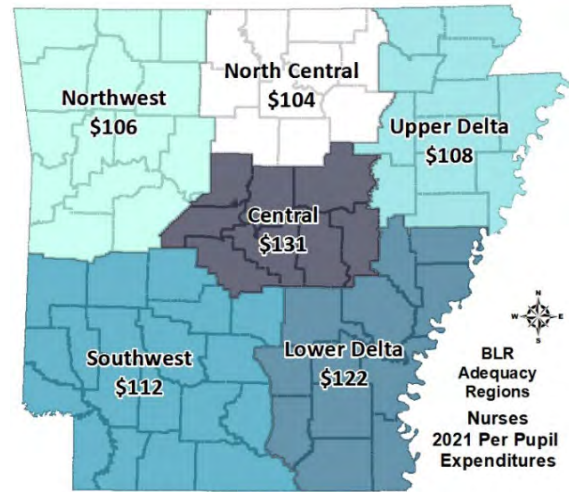 North Central
$104
Northwest
$106
Upper Delta
$108
Central
$131
Southwest
$112
Lower Delta
$122
N
W
E
S
BLR
Adequacy
Regions
Nurses
2021 Per Pupil
Expenditures